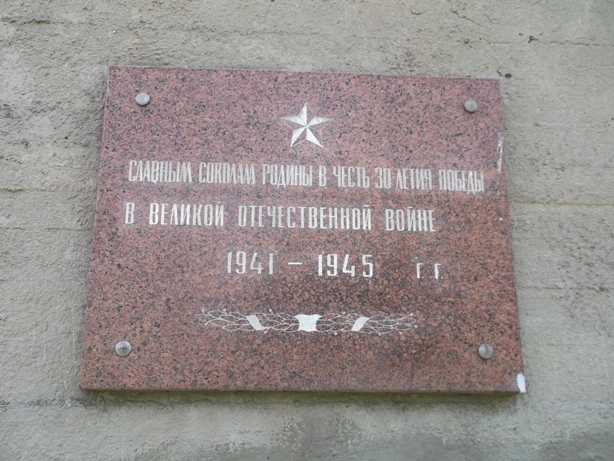 СЛАВНЫМ СОКОЛАМ РОДИНЫ В ЧЕСТЬ 30 ЛЕТИЯ ПОБЕДЫ
В ВЕЛИКОЙ ОТЕЧЕСТВЕННОЙ ВОЙНЕ
1941 – 1945 Г.Г.